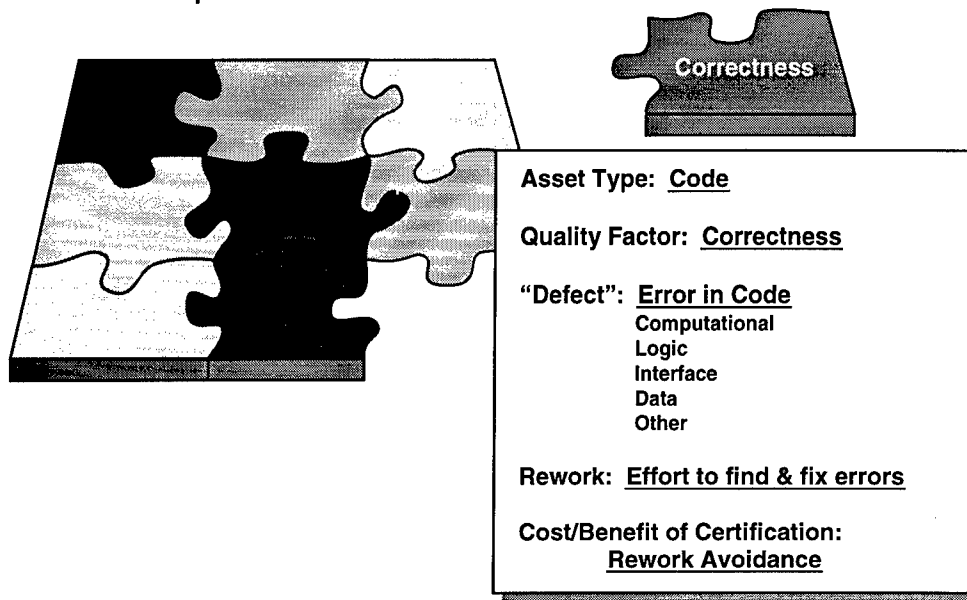 Correctness
Asset Type: Code
Quality Factor: Correctness
“Defect”: Error in Code
Computational
Logic
Interface
Data
Other
Rework: Effort to find & fix errors
Cost/Benefit of Certification:
Rework Avoidance